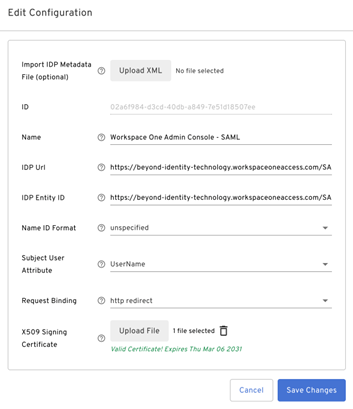 Edit Configuration
Import IDP Metadata
File (optional)
Upload XML
No file selected
ID
02a6f984-d3cd-40db-a849-7e51d18507ee
Name
Workspace One Admin Console - SAML
IDP Url
https://beyond-identity-technology.workspaceoneaccess.com/SA
IDP Entity ID
https://beyond-identity-technology.workspaceoneaccess.com/SA
Name ID Format
unspecified
Subject User
Attribute
UserName
Request Binding
http redirect
X509 Signing
Certificate
Upload File
1 file selected
Valid Certificate! Expires Thu Mar 06 2031
Cancel
Save Changes